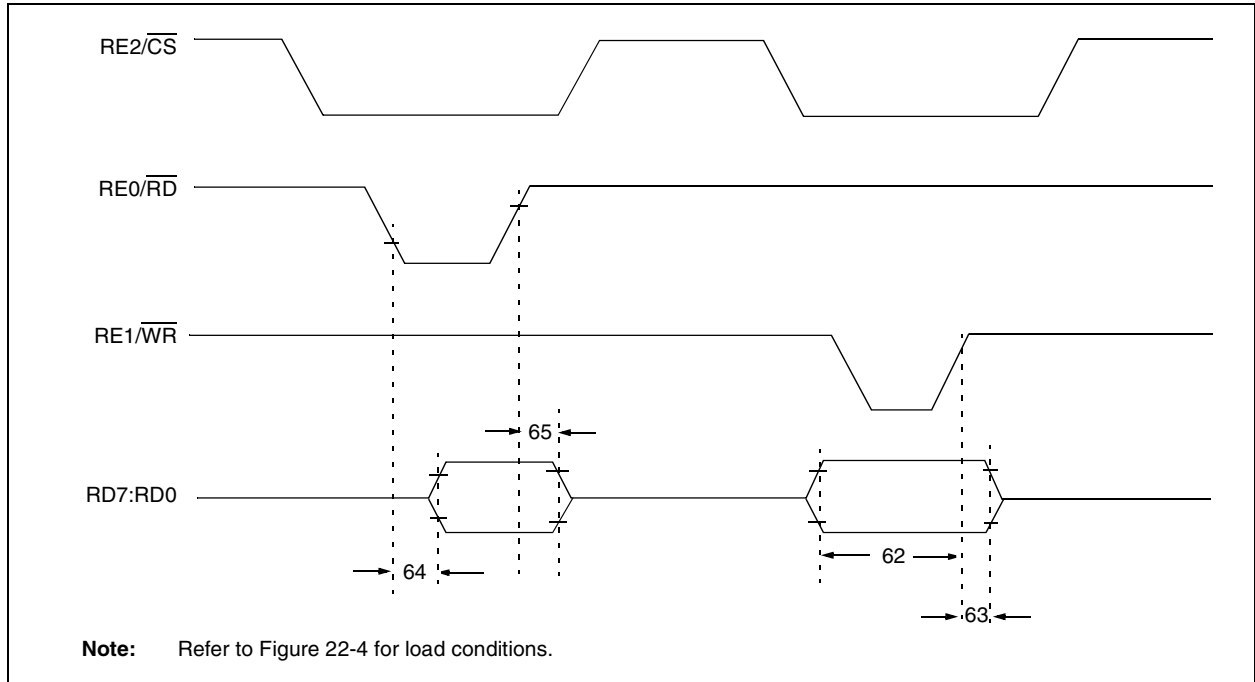 RE2/CS
RE0/RD
RE1/WR
65
RD7:RD0
64
62
63
Note: Refer to Figure 22-4 for load conditions.